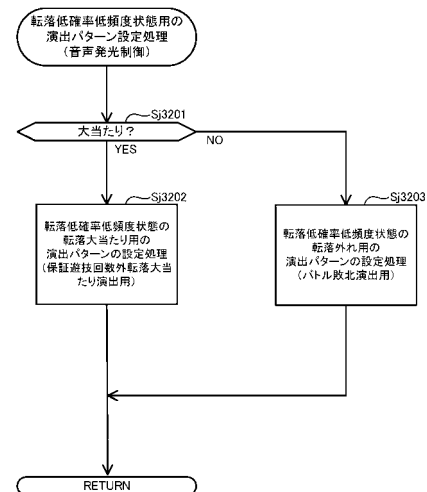 転落低確率低頻度状態用の
演出パターン設定処理
(音声発光制御)
Sj3201
大当たり?
YES
NO
Sj3202
転落低確率低頻度状態の
転落大当たり用の
演出パターンの設定処理
(保証遊技回数外転落大当
たり演出用)
Sj3203
転落低確率低頻度状態の
転落外れ用の
演出パターンの設定処理
(バトル敗北演出用)
RETURN